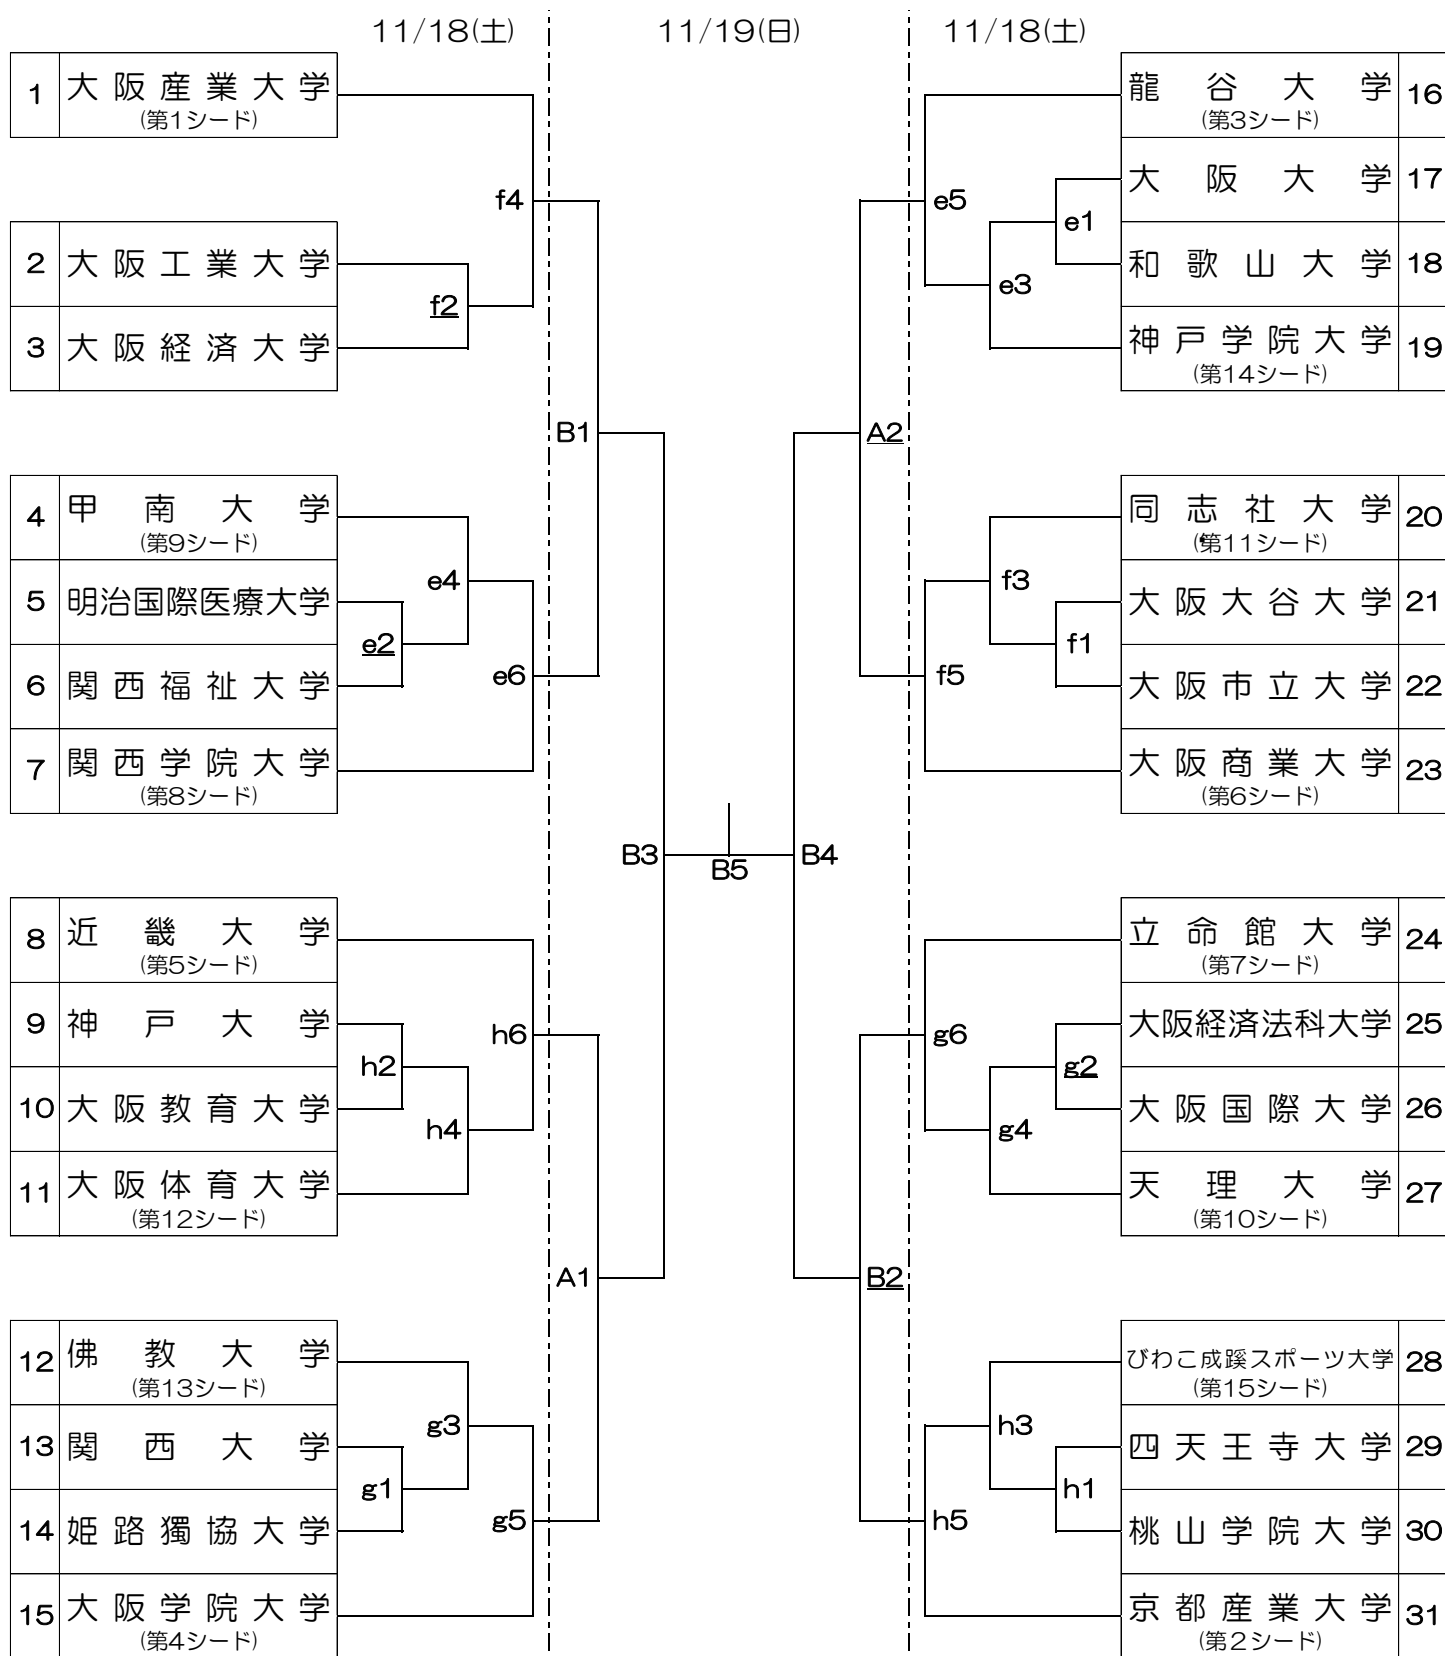 11/18(土)
11/19(日)
11/18(土)
1 大阪産業大学
(第1シード)
2 大阪工業大学
3 大阪経済大学
4 甲南大学
(第9シード)
5 明治国際医療大学
6 関西福祉大学
7 関西学院大学
(第8シード)
8 近畿大学
(第5シード)
9 神戸大学
10 大阪教育大学
11 大阪体育大学
(第12シード)
12 佛教大学
(第13シード)
13 関西大学
14 姫路獨協大学
15 大阪学院大学
(第4シード)
f4
f2
e4
e2
e6
h6
h2
h4
g3
g1
g5
B1
A1
B3
B5
B4
A2
B2
e5
e1
e3
f3
f1
f5
g6
g2
g4
h3
h1
h5
龍谷大学 16
(第3シード)
大阪大学 17
和歌山大学 18
神戸学院大学 19
(第14シード)
同志社大学 20
(第11シード)
大阪大谷大学 21
大阪市立大学 22
大阪商業大学 23
(第6シード)
立命館大学 24
(第7シード)
大阪経済法科大学 25
大阪国際大学 26
天理大学 27
(第10シード)
びわこ成蹊スポーツ大学 28
(第15シード)
四天王寺大学 29
桃山学院大学 30
京都産業大学 31
(第2シード)